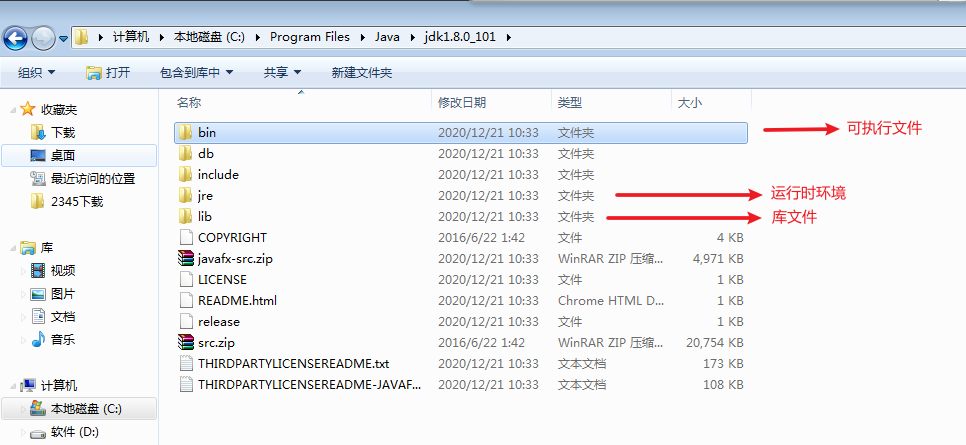 计算机 本地磁盘 (C:) Program Files Java jdk1.8.0_101
组织 打开 包含到库中 共享 新建文件夹
收藏夹
下载
桌面
最近访问的位置
2345下载
库
视频
图片
文档
音乐
计算机
本地磁盘 (C:)
软件 (D:)
名称 修改日期 类型 大小
bin 2020/12/21 10:33 文件夹 可执行文件
db 2020/12/21 10:33 文件夹
include 2020/12/21 10:33 文件夹
jre 2020/12/21 10:33 文件夹 运行时环境
lib 2020/12/21 10:33 文件夹 库文件
COPYRIGHT 2016/6/22 1:42 文件 4 KB
javafx-src.zip 2020/12/21 10:33 WinRAR ZIP 压缩... 4,971 KB
LICENSE 2020/12/21 10:33 文件 1 KB
README.html 2020/12/21 10:33 Chrome HTML D... 1 KB
release 2020/12/21 10:33 文件 1 KB
src.zip 2016/6/22 1:42 WinRAR ZIP 压缩... 20,754 KB
THIRDPARTYLICENSEREADME.txt 2020/12/21 10:33 文本文档 173 KB
THIRDPARTYLICENSEREADME-JAVAF... 2020/12/21 10:33 文本文档 108 KB